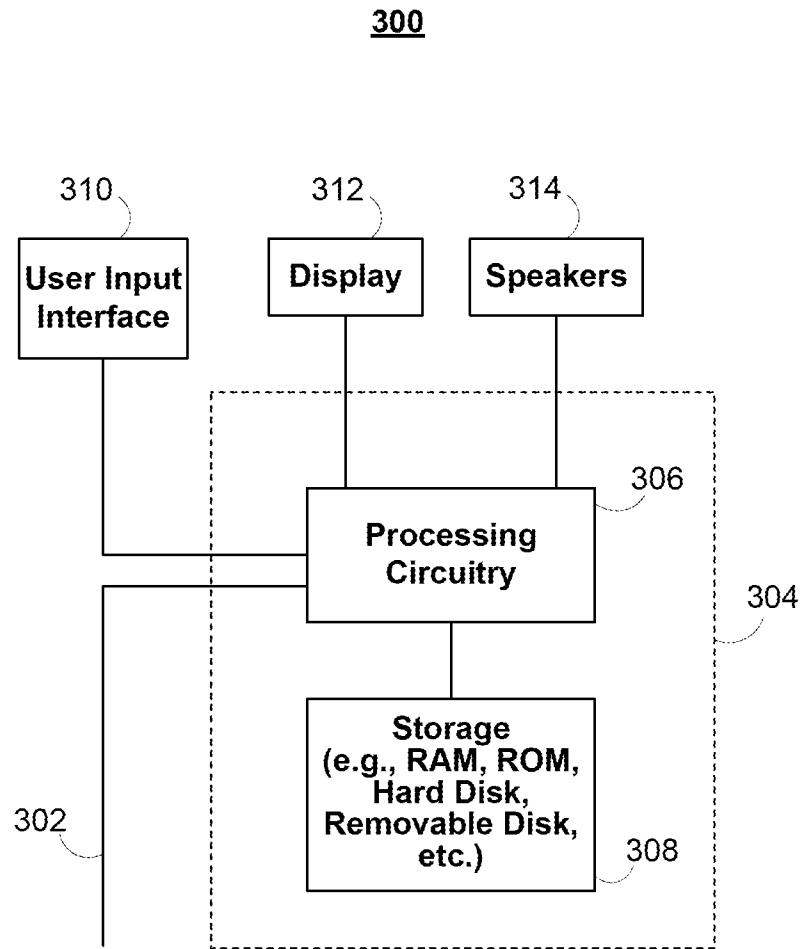 300
310
312
314
User Input
Interface
Display
Speakers
306
Processing
Circuitry
304
Storage
(e.g., RAM, ROM,
Hard Disk,
Removable Disk,
etc.)
302
308